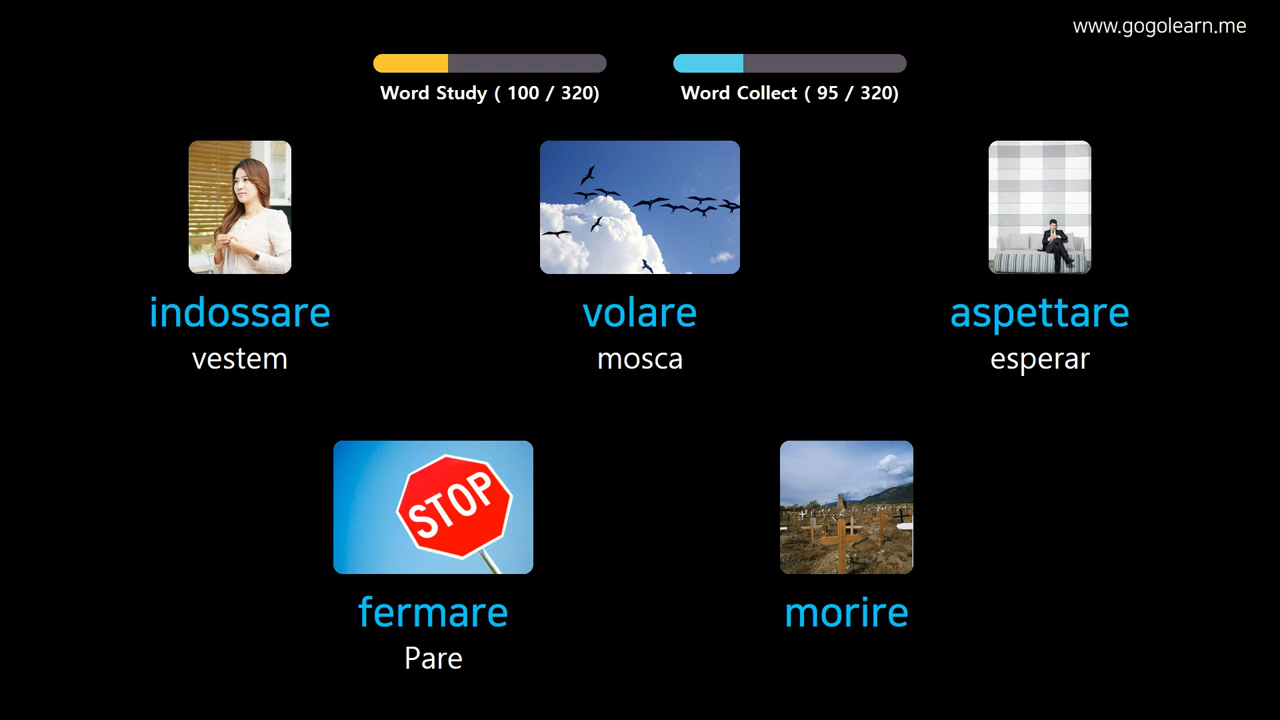 www.gogolearn.me
Word Study ( 100 / 320)
Word Collect ( 95 / 320)
indossare
vestem
volare
mosca
aspettare
esperar
STOP
fermare
Pare
morire